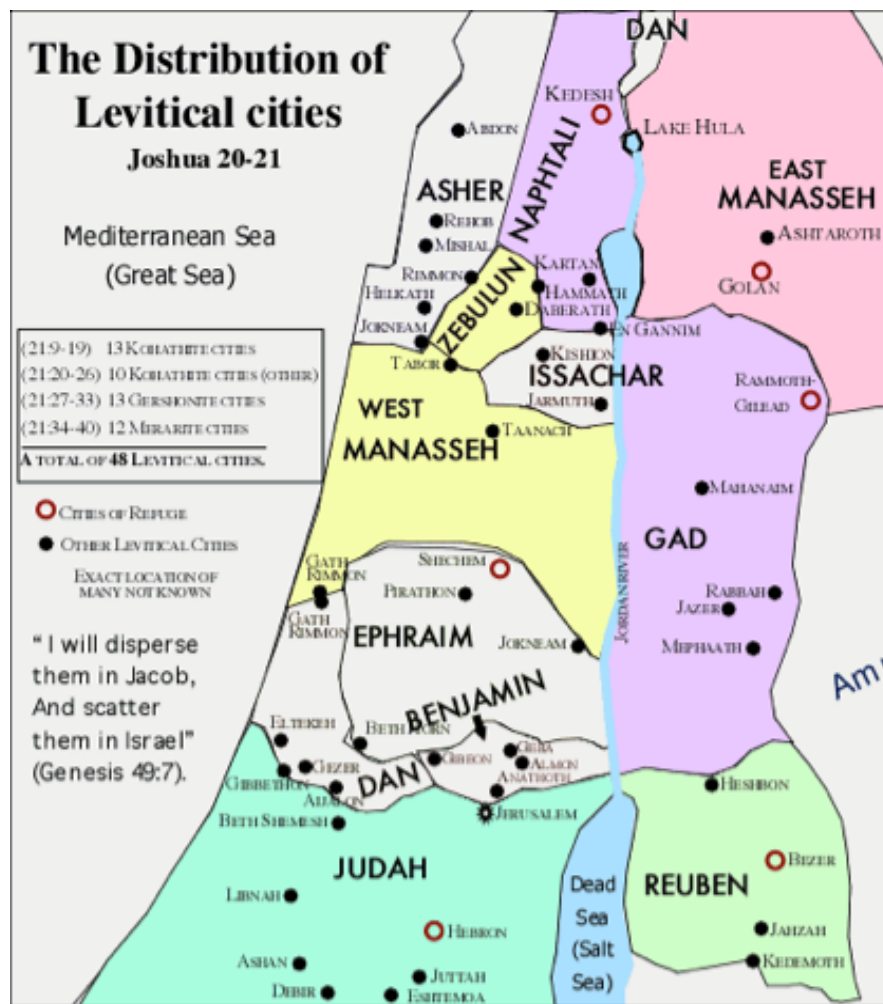 The Distribution of
Levitical cities
Joshua 20-21
Mediterranean Sea
(Great Sea)
(21:9-19) 13 KOHATHITE CITIES
(21:20-26) 10 KOHATHITE CITIES (OTHER)
(21:27-33) 13 GERSHONITE CITIES
(21:34-40) 12 MERARITE CITIES
A TOTAL OF 48 LEVITICAL CITIES.
CITIES OF REFUGE
OTHER LEVITICAL CITIES
EXACT LOCATION OF
MANY NOT KNOWN
“ I will disperse
them in Jacob,
And scatter
them in Israel”
(Genesis 49:7).
DAN
KEDESH
LAKE HULA
ABDON
NAPHTALI
EAST
MANASSEH
ASHER
REHOB
MISHAL
ASHTAROTH
RIMMON
KARTAN
GOLAN
HELKATH
HAMMATH
ZEBULUN
DABERATH
JOKNEAM
EN GANNIM
TABOR
KISHION
ISSACHAR
JARMUTH
RAMMOTH-
GILEAD
WEST
MANASSEH
TAANACH
MAHANAIM
GAD
JORDAN RIVER
SHECHEM
GATH
RIMMON
PIRATHON
GATH
RIMMON
RABBAH
JAZER
EPHRAIM
JOKNEAM
MEPHAATH
Am
BENJAMIN
ELTEKEH
BETH HORN
GIBEON
GEBA
ALMON
GEZER
DAN
ANATHOTH
GIBBETHON
AIJALON
HESHBON
JERUSALEM
BETH SHEMESH
JUDAH
Dead
Sea
(Salt
Sea)
REUBEN
BEZER
LIBNAH
HEBRON
JAHZAH
ASHAN
JUTTAH
KEDEMOTH
DEBIR
ESHTEMOA